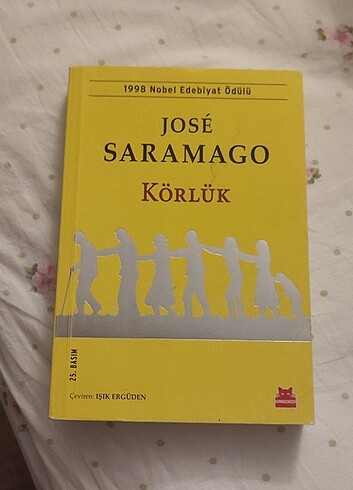 1998 Nobel Edebiyat Ödülü
JOSÉ
SARAMAGO
KÖRLÜK
25. BASIM
Çeviren: IŞIK ERGÜDEN